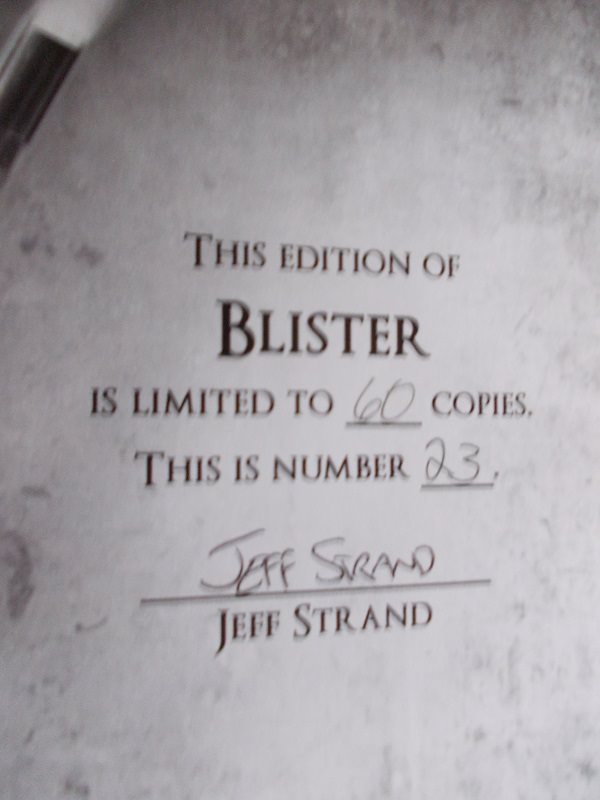 THIS EDITION OF
BLISTER
IS LIMITED TO 60 COPIES.
THIS IS NUMBER 23.
JEFF STRAND
JEFF STRAND